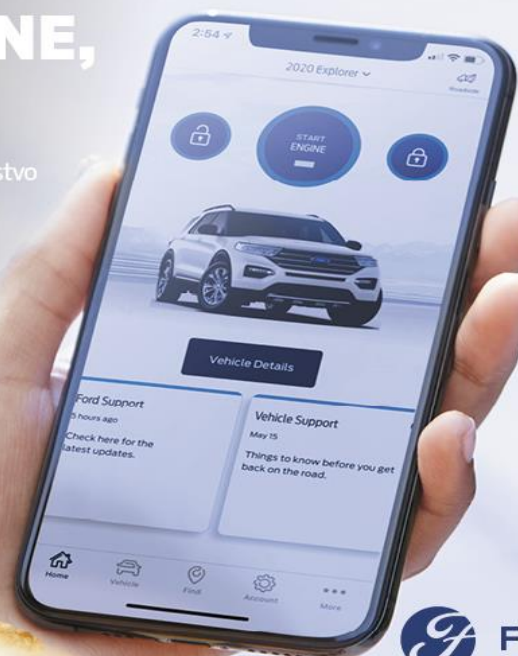 NE,
stvo
2:54
2020 Explorer
Roadside
START
ENGINE
Vehicle Details
Ford Support
5 hours ago
Check here for the
latest updates.
Vehicle Support
May 15
Things to know before you get
back on the road.
Home
Vehicle
Find
Account
More
F